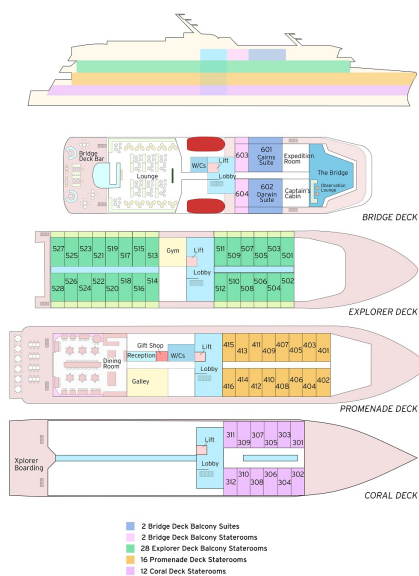 Bridge
Deck Bar
Lounge
W/Cs
Lift
Lobby
603
604
601
Cairns
Suite
602
Darwin
Suite
Expedition
Room
Captain's
Cabin
The Bridge
Observation
Lounge
BRIDGE DECK
527 525 523 521 519 517 515 513
528 526 524 522 520 518 516 514
Gym
Lift
Lobby
511 509 507 505 503 501
512 510 508 506 504 502
EXPLORER DECK
Dining
Room
Gift Shop
Reception
W/Cs
Galley
Lift
Lobby
415 413 411 409 407 405 403 401
416 414 412 410 408 406 404 402
PROMENADE DECK
Xplorer
Boarding
Lift
Lobby
311 309 307 305 303 301
312 310 308 306 304 302
CORAL DECK
2 Bridge Deck Balcony Suites
2 Bridge Deck Balcony Staterooms
28 Explorer Deck Balcony Staterooms
16 Promenade Deck Staterooms
12 Coral Deck Staterooms